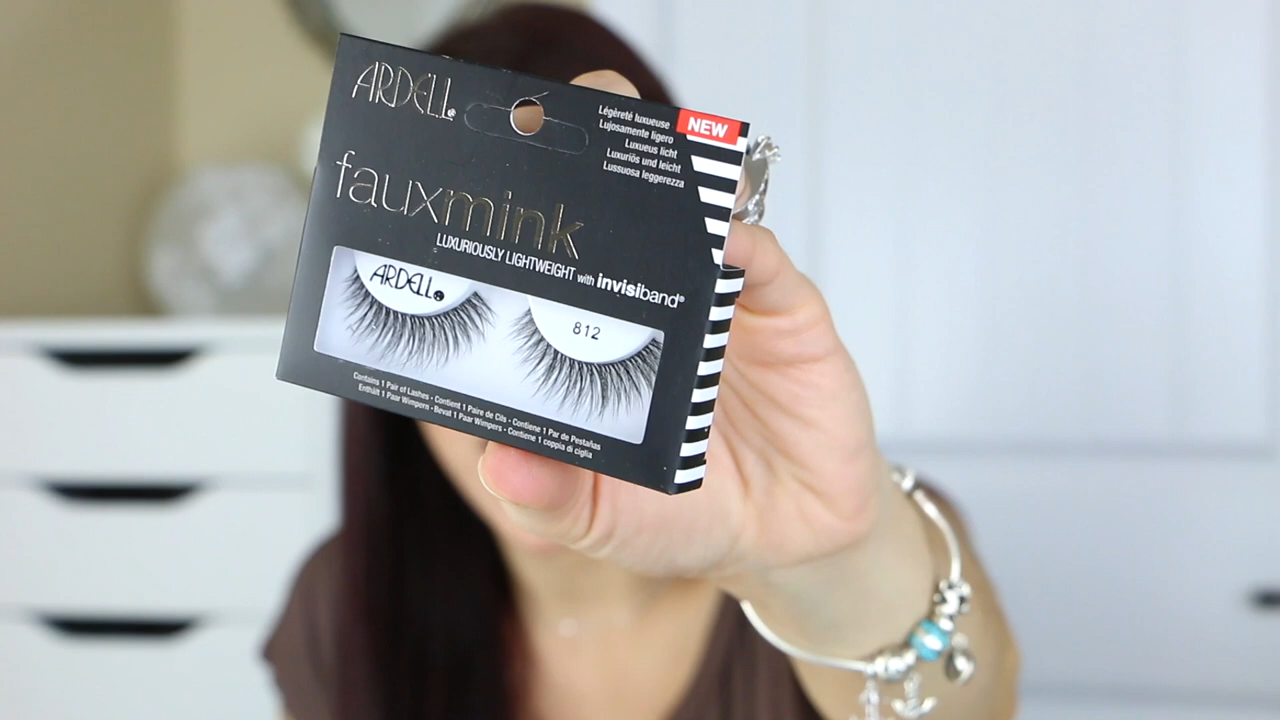 ARDELL
Légèreté luxueuse
Lujosamente ligero
Luxueus licht
Luxuriös und leicht
Lussuosa leggerezza
NEW
fauxmink
LUXURIOUSLY LIGHTWEIGHT with invisiband®
ARDELL
812
Contains 1 Pair of Lashes • Contient 1 Paire de Cils • Contiene 1 Par de Pestañas
Enthält 1 Paar Wimpern • Bevat 1 Paar Wimpers • Contiene 1 coppia di ciglia